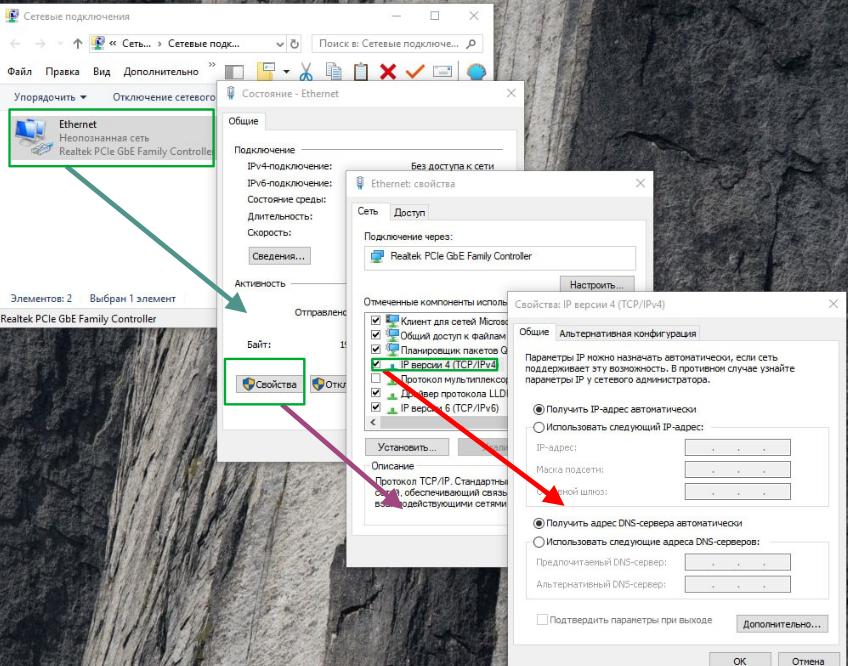 Сетевые подключения
« Сеть... › Сетевые подк...
Поиск в: Сетевые подключе...
Файл Правка Вид Дополнительно »
Упорядочить Отключение сетевого
Ethernet
Неопознанная сеть
Realtek PCIe GbE Family Controller
Элементов: 2 Выбран 1 элемент
Realtek PCIe GbE Family Controller
Состояние - Ethernet
Общие
Подключение
IPv4-подключение: Без доступа к сети
IPv6-подключение:
Состояние среды:
Длительность:
Скорость:
Сведения...
Активность
Отправлено
Байт: 19
Свойства
Откл
Ethernet: свойства
Сеть Доступ
Подключение через:
Realtek PCIe GbE Family Controller
Настроить...
Отмеченные компоненты исполь
Клиент для сетей Microso
Общий доступ к файлам
Планировщик пакетов Q
IP версии 4 (TCP/IPv4
Протокол мультиплексор
Драйвер протокола LLDP
IP версии 6 (TCP/IPv6)
Установить...
Описание
Протокол TCP/IP. Стандартный
сетей, обеспечивающий связь
взаимодействующими сетями
Свойства: IP версии 4 (TCP/IPv4)
Общие Альтернативная конфигурация
Параметры IP можно назначать автоматически, если сеть
поддерживает эту возможность. В противном случае узнайте
параметры IP у сетевого администратора.
Получить IP-адрес автоматически
Использовать следующий IP-адрес:
IP-адрес:
Маска подсети:
Основной шлюз:
Получить адрес DNS-сервера автоматически
Использовать следующие адреса DNS-серверов:
Предпочитаемый DNS-сервер:
Альтернативный DNS-сервер:
Подтвердить параметры при выходе
Дополнительно...
OK Отмена